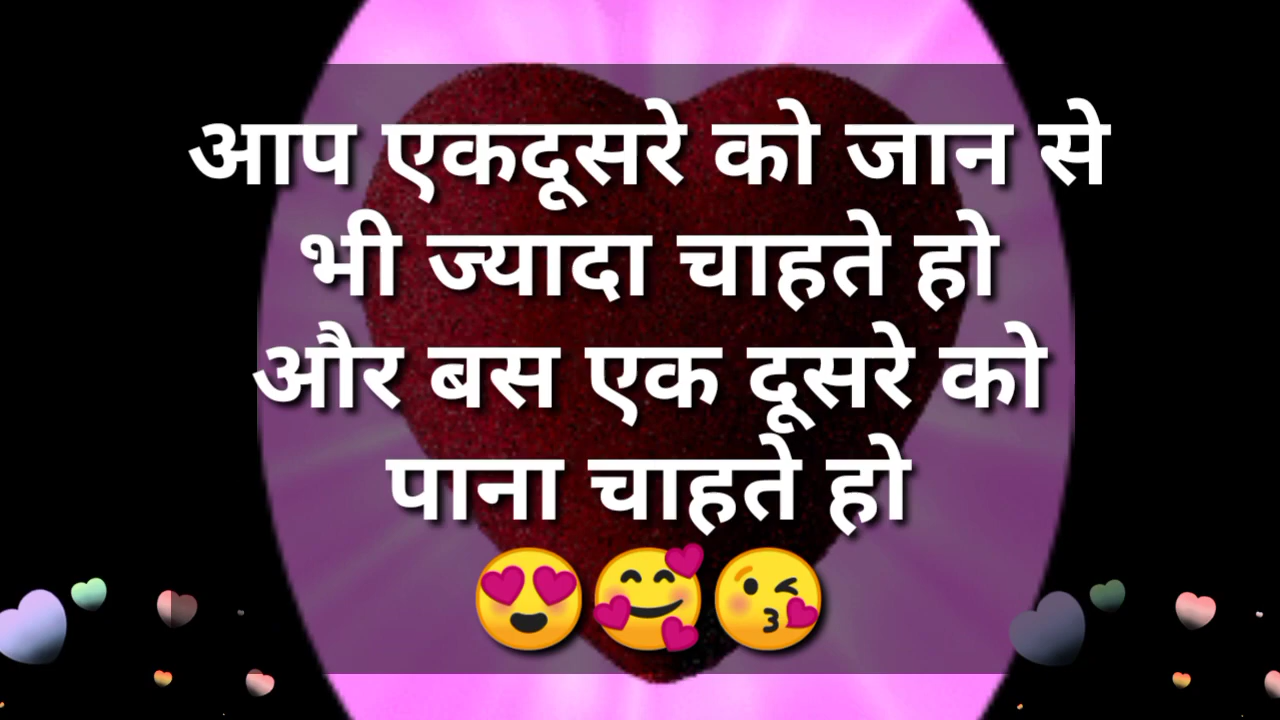 आप एकदूसरे को जान से
भी ज्यादा चाहते हो
और बस एक दूसरे को
पाना चाहते हो
😍🥰😘